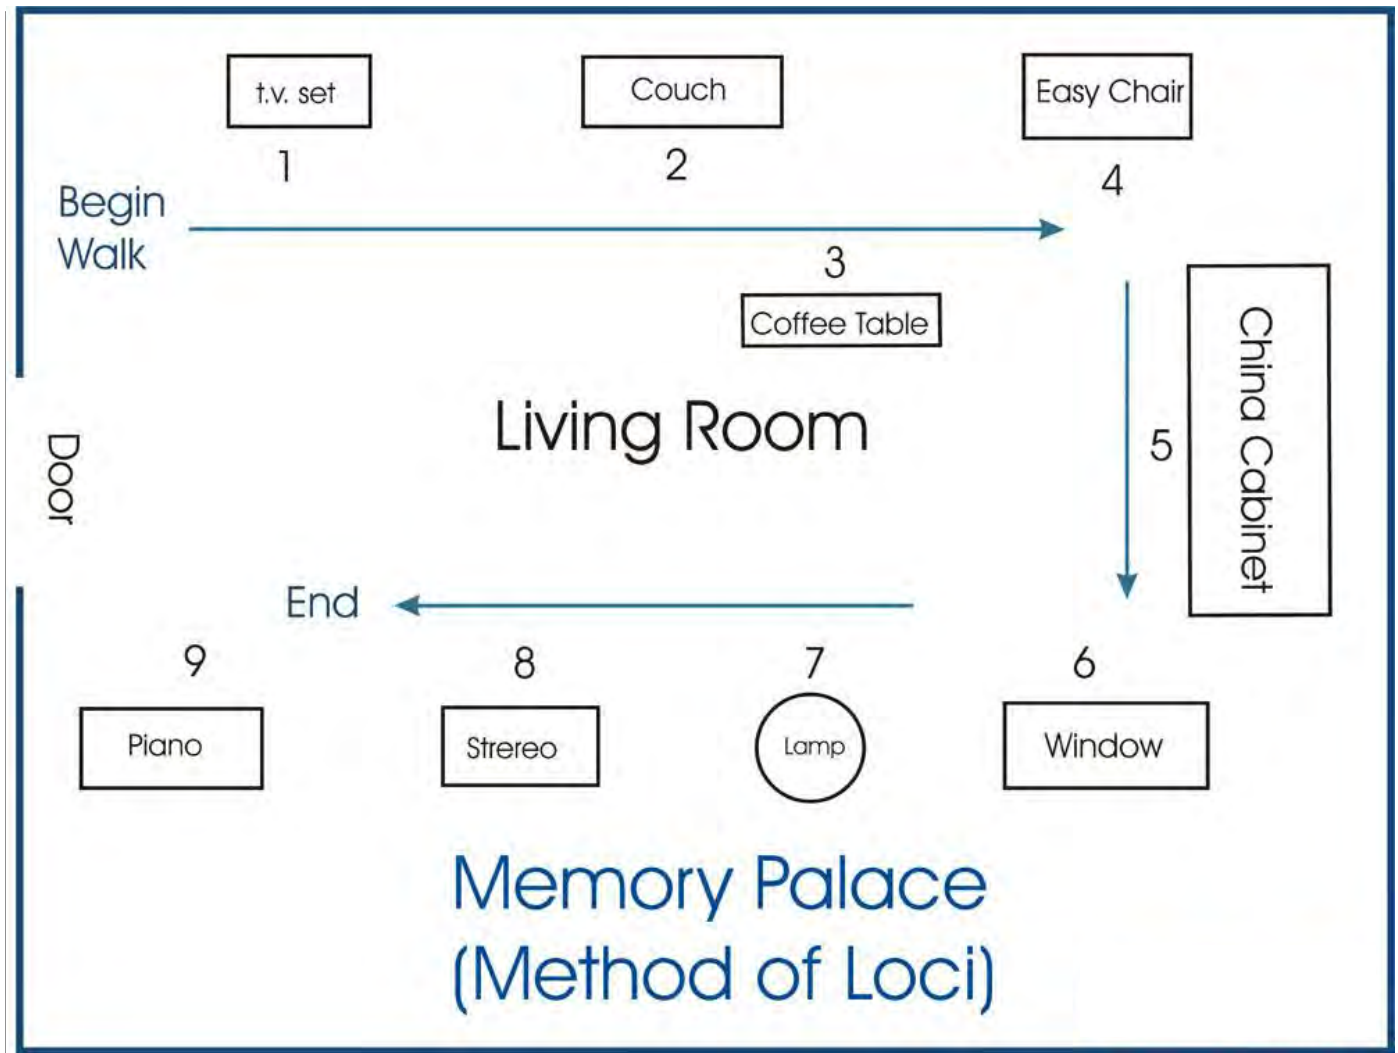 t.v. set
Couch
Easy Chair
1
2
4
Begin
Walk
3
Coffee Table
China Cabinet
Living Room
5
Door
End
9
8
7
6
Piano
Strereo
Lamp
Window
Memory Palace
(Method of Loci)